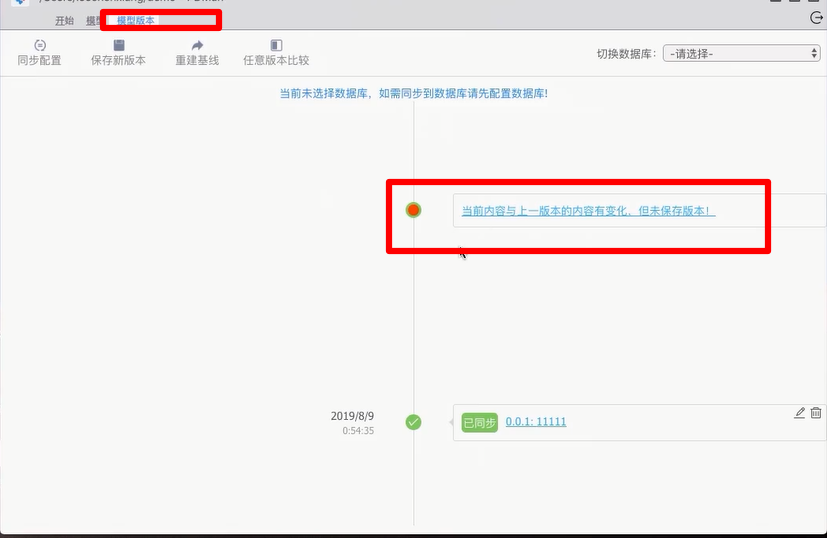 开始 模型 模型版本
同步配置 保存新版本 重建基线 任意版本比较 切换数据库： -请选择-
当前未选择数据库，如需同步到数据库请先配置数据库!
当前内容与上一版本的内容有变化，但未保存版本！
2019/8/9 已同步 0.0.1: 11111
0:54:35